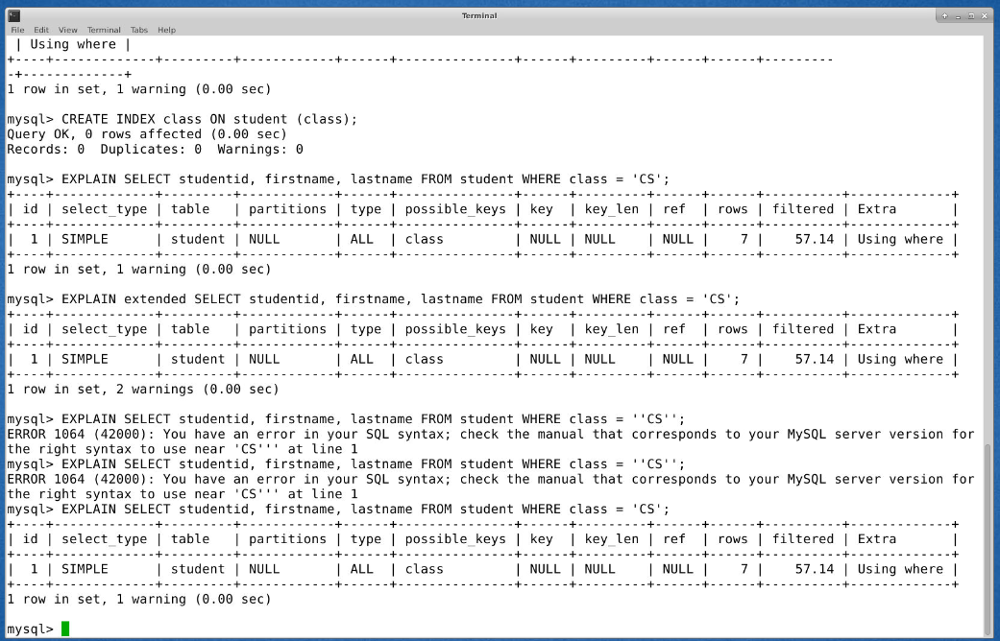 Terminal
File Edit View Terminal Tabs Help
 | Using where |
+----+-------------+---------+------------+------+---------------+------+---------+------+------+---------
-+-------------+
1 row in set, 1 warning (0.00 sec)
mysql> CREATE INDEX class ON student (class);
Query OK, 0 rows affected (0.00 sec)
Records: 0  Duplicates: 0  Warnings: 0
mysql> EXPLAIN SELECT studentid, firstname, lastname FROM student WHERE class = 'CS';
+----+-------------+---------+------------+------+---------------+------+---------+------+------+----------+-------------+
| id | select_type | table   | partitions | type | possible_keys | key  | key_len | ref  | rows | filtered | Extra       |
+----+-------------+---------+------------+------+---------------+------+---------+------+------+----------+-------------+
|  1 | SIMPLE      | student | NULL       | ALL  | class         | NULL | NULL    | NULL |    7 |    57.14 | Using where |
+----+-------------+---------+------------+------+---------------+------+---------+------+------+----------+-------------+
1 row in set, 1 warning (0.00 sec)
mysql> EXPLAIN extended SELECT studentid, firstname, lastname FROM student WHERE class = 'CS';
+----+-------------+---------+------------+------+---------------+------+---------+------+------+----------+-------------+
| id | select_type | table   | partitions | type | possible_keys | key  | key_len | ref  | rows | filtered | Extra       |
+----+-------------+---------+------------+------+---------------+------+---------+------+------+----------+-------------+
|  1 | SIMPLE      | student | NULL       | ALL  | class         | NULL | NULL    | NULL |    7 |    57.14 | Using where |
+----+-------------+---------+------------+------+---------------+------+---------+------+------+----------+-------------+
1 row in set, 2 warnings (0.00 sec)
mysql> EXPLAIN SELECT studentid, firstname, lastname FROM student WHERE class = ''CS'';
ERROR 1064 (42000): You have an error in your SQL syntax; check the manual that corresponds to your MySQL server version for
the right syntax to use near 'CS''' at line 1
mysql> EXPLAIN SELECT studentid, firstname, lastname FROM student WHERE class = ''CS'';
ERROR 1064 (42000): You have an error in your SQL syntax; check the manual that corresponds to your MySQL server version for
the right syntax to use near 'CS''' at line 1
mysql> EXPLAIN SELECT studentid, firstname, lastname FROM student WHERE class = 'CS';
+----+-------------+---------+------------+------+---------------+------+---------+------+------+----------+-------------+
| id | select_type | table   | partitions | type | possible_keys | key  | key_len | ref  | rows | filtered | Extra       |
+----+-------------+---------+------------+------+---------------+------+---------+------+------+----------+-------------+
|  1 | SIMPLE      | student | NULL       | ALL  | class         | NULL | NULL    | NULL |    7 |    57.14 | Using where |
+----+-------------+---------+------------+------+---------------+------+---------+------+------+----------+-------------+
1 row in set, 1 warning (0.00 sec)
mysql>